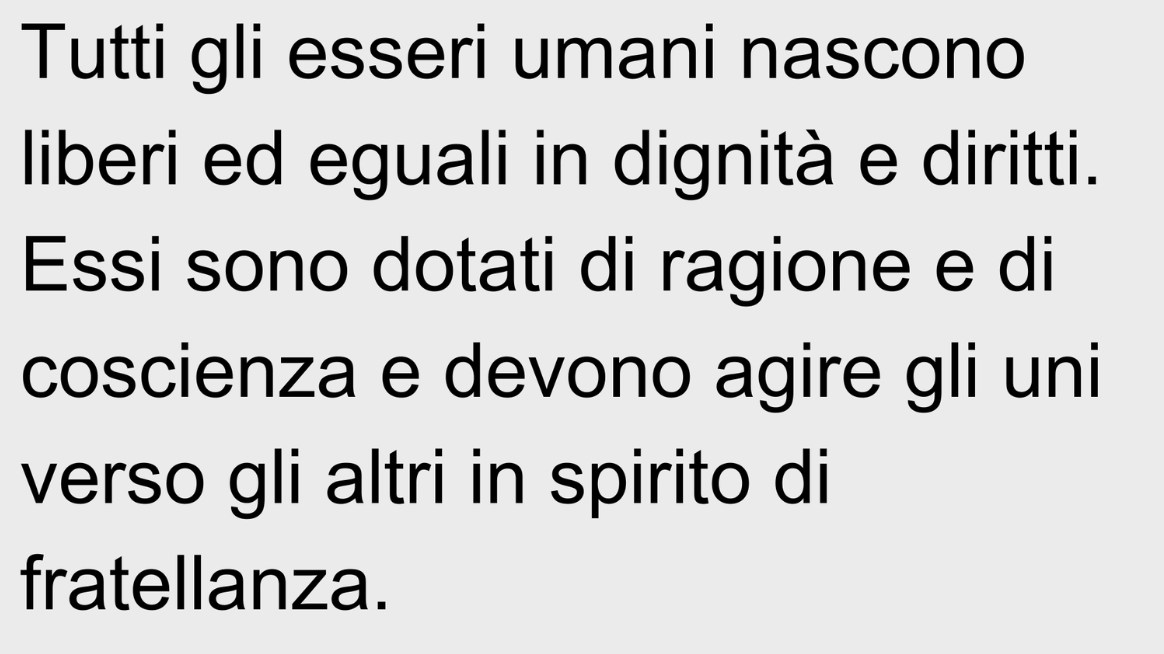 Tutti gli esseri umani nascono
liberi ed eguali in dignità e diritti.
Essi sono dotati di ragione e di
coscienza e devono agire gli uni
verso gli altri in spirito di
fratellanza.